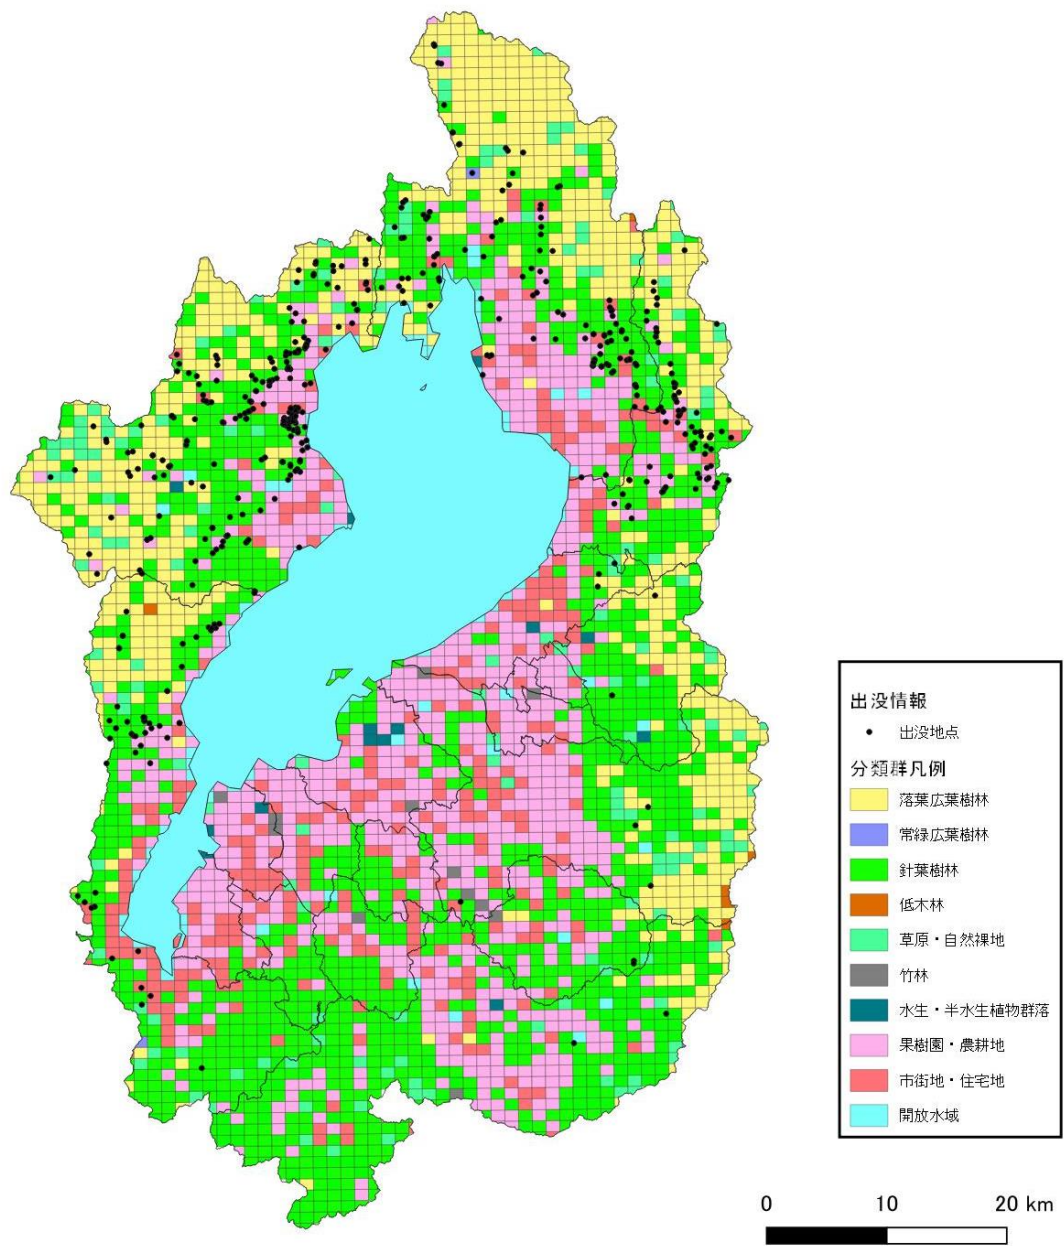 出没情報
出没地点
分類群凡例
落葉広葉樹林
常緑広葉樹林
針葉樹林
低木林
草原・自然裸地
竹林
水生・半水生植物群落
果樹園・農耕地
市街地・住宅地
開放水域
0 10 20 km